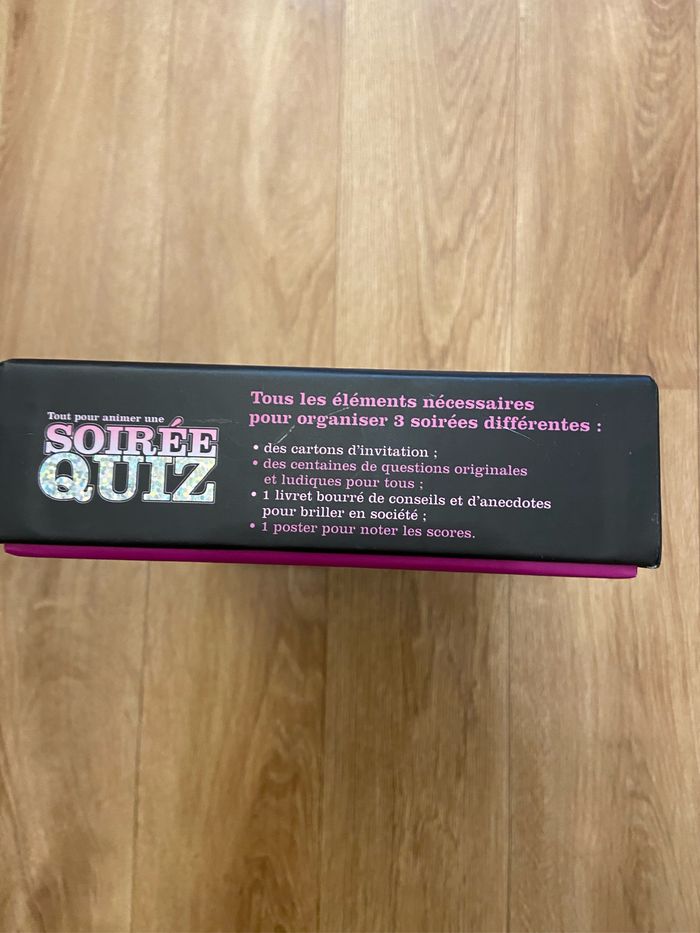 Tout pour animer une
SOIRÉE
QUIZ
Tous les éléments nécessaires
pour organiser 3 soirées différentes :
• des cartons d'invitation ;
• des centaines de questions originales
et ludiques pour tous ;
• 1 livret bourré de conseils et d'anecdotes
pour briller en société ;
• 1 poster pour noter les scores.